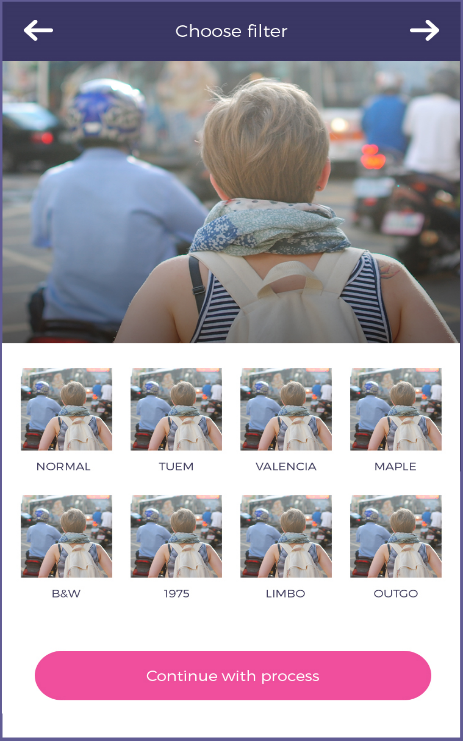 Choose filter
NORMAL
TUEM
VALENCIA
MAPLE
B&W
1975
LIMBO
OUTGO
Continue with process